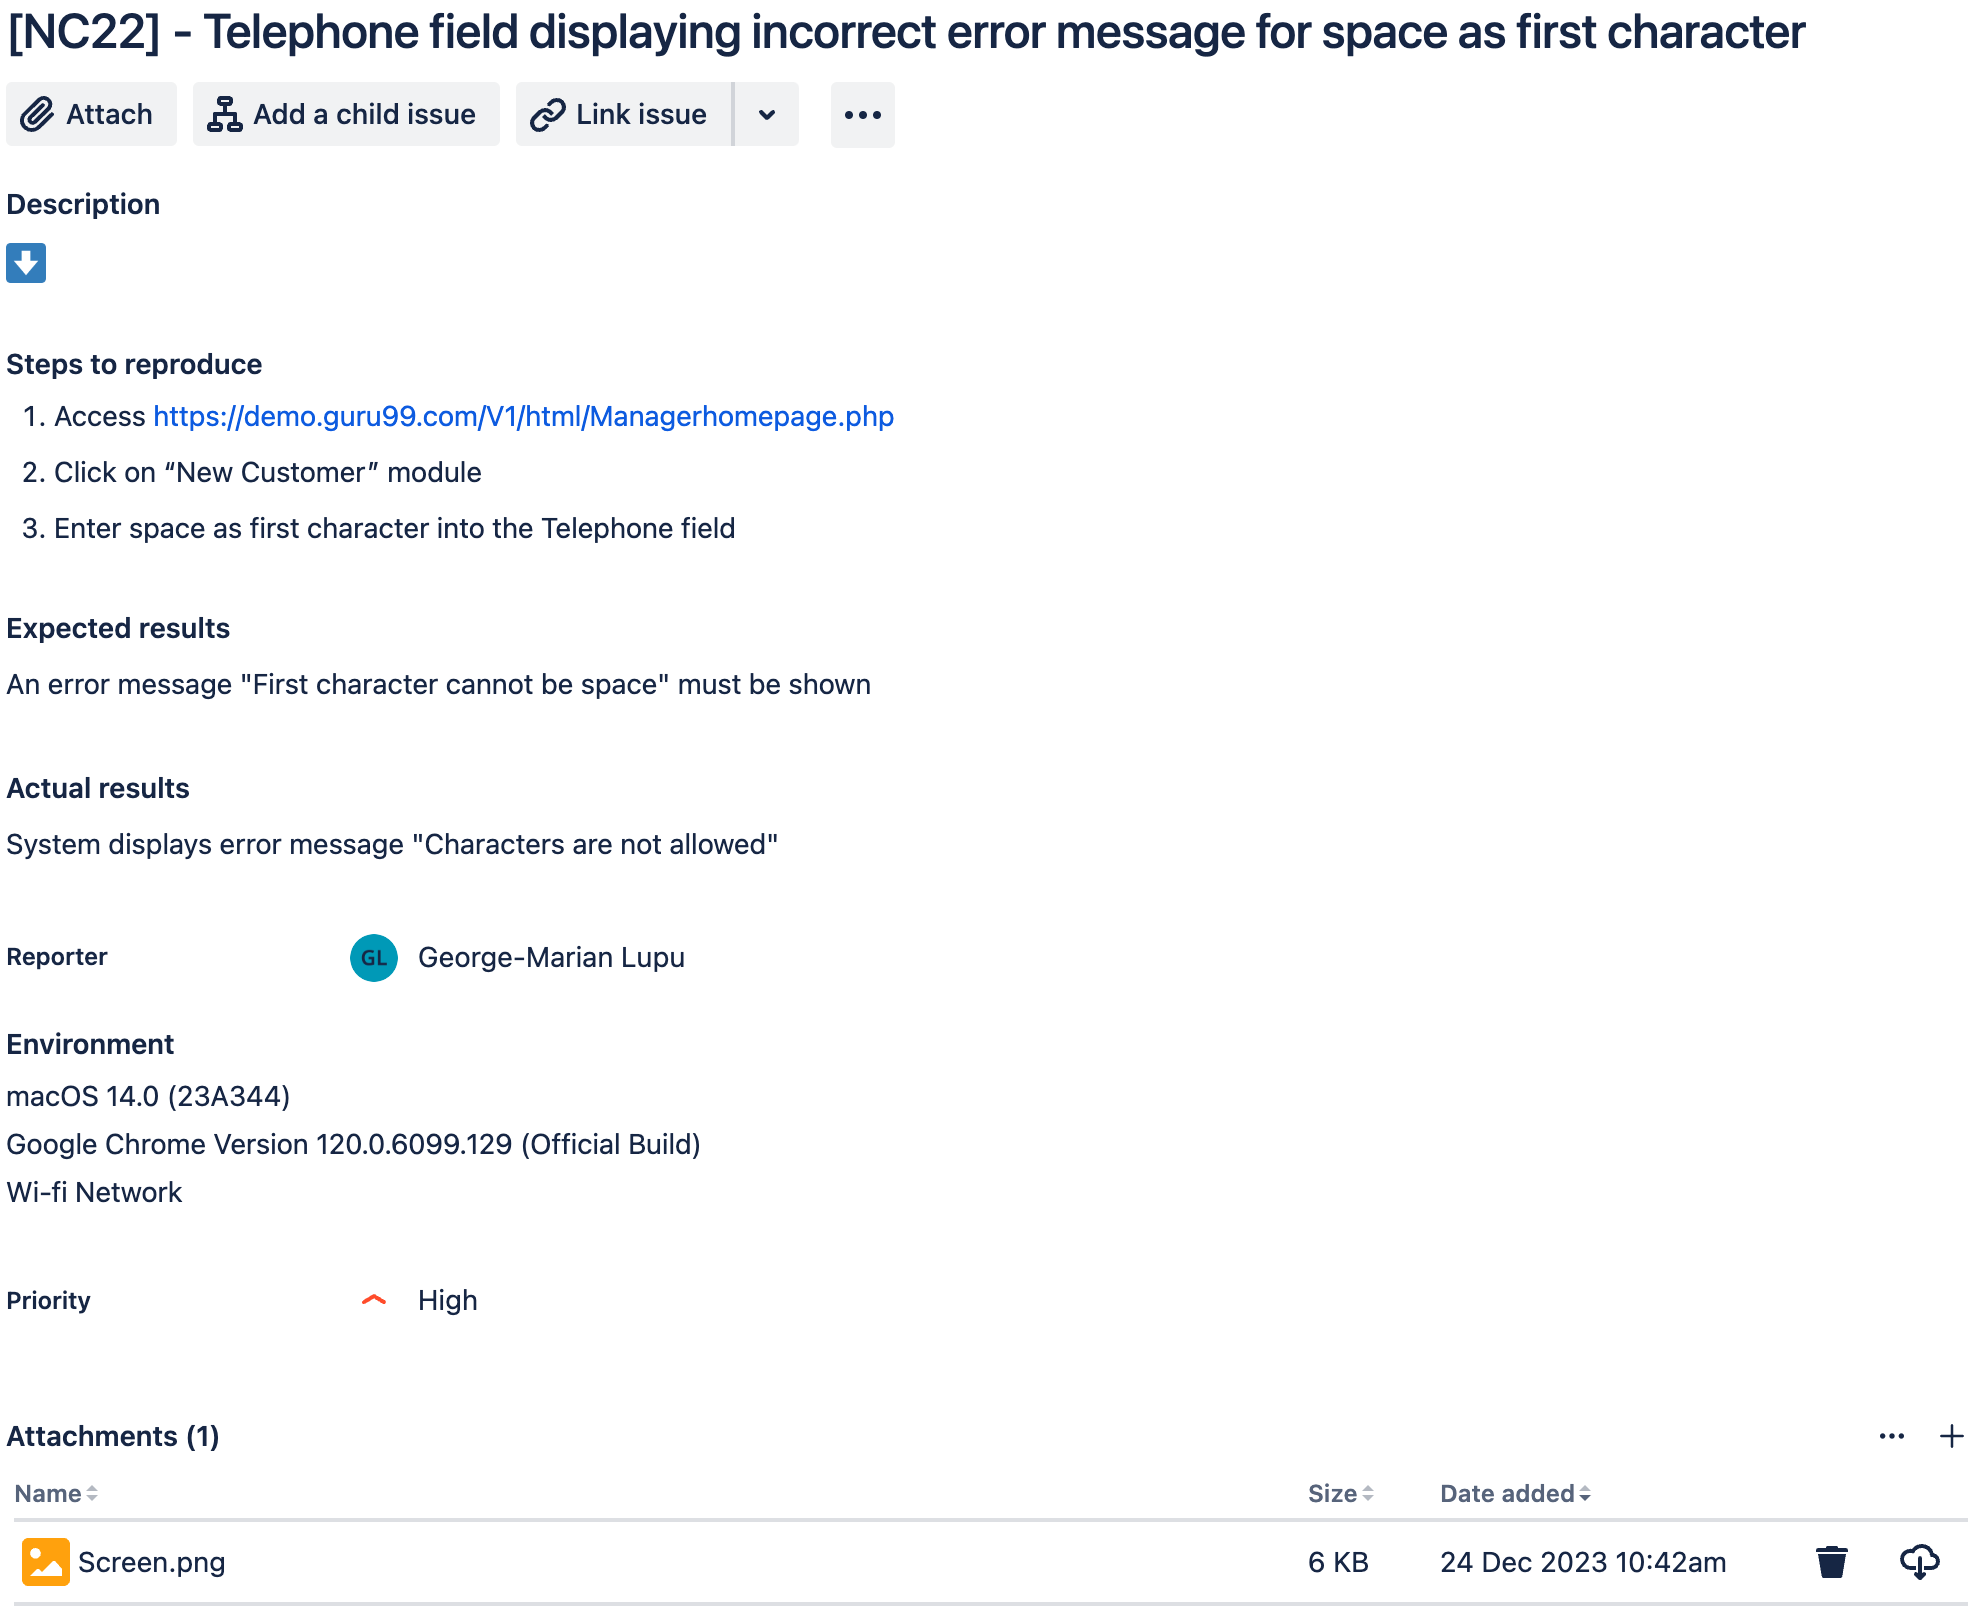 [NC22] - Telephone field displaying incorrect error message for space as first character
Attach
Add a child issue
Link issue
Description
Steps to reproduce
1. Access https://demo.guru99.com/V1/html/Managerhomepage.php
2. Click on “New Customer” module
3. Enter space as first character into the Telephone field
Expected results
An error message "First character cannot be space" must be shown
Actual results
System displays error message "Characters are not allowed"
Reporter GL George-Marian Lupu
Environment
macOS 14.0 (23A344)
Google Chrome Version 120.0.6099.129 (Official Build)
Wi-fi Network
Priority High
Attachments (1)
Name Size Date added
Screen.png 6 KB 24 Dec 2023 10:42am